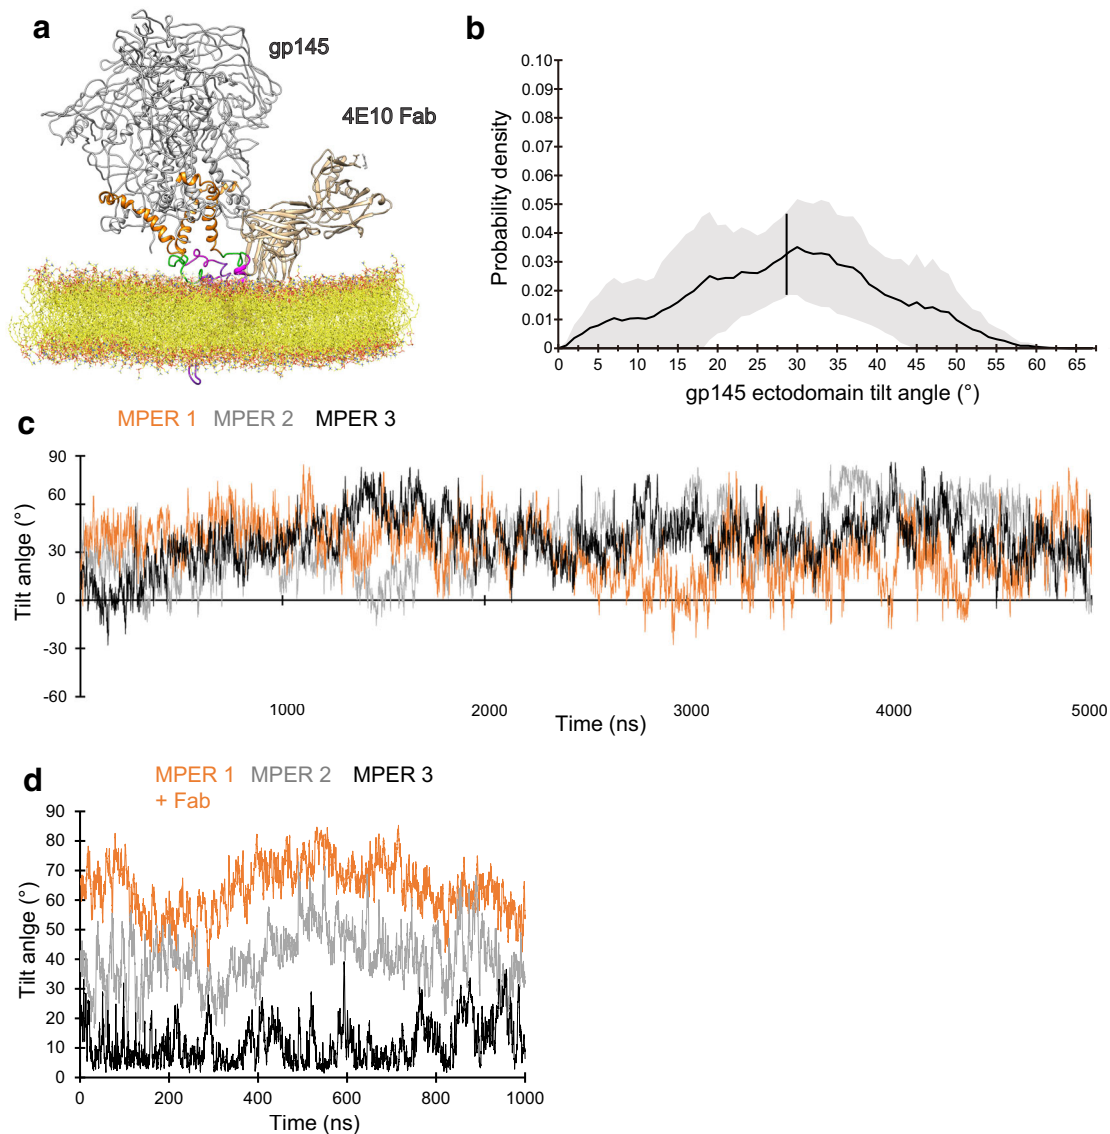 a
gp145
4E10 Fab
b
0.10
0.09
0.08
0.07
0.06
0.05
0.04
0.03
0.02
0.01
0
Probability density
0 5 10 15 20 25 30 35 40 45 50 55 60 65
gp145 ectodomain tilt angle (°)
c
MPER 1 MPER 2 MPER 3
90
60
30
0
-30
-60
Tilt anlge (°)
1000 2000 3000 4000 5000
Time (ns)
d
MPER 1 MPER 2 MPER 3
+ Fab
90
80
70
60
50
40
30
20
10
0
Tilt anlge (°)
0 200 400 600 800 1000
Time (ns)